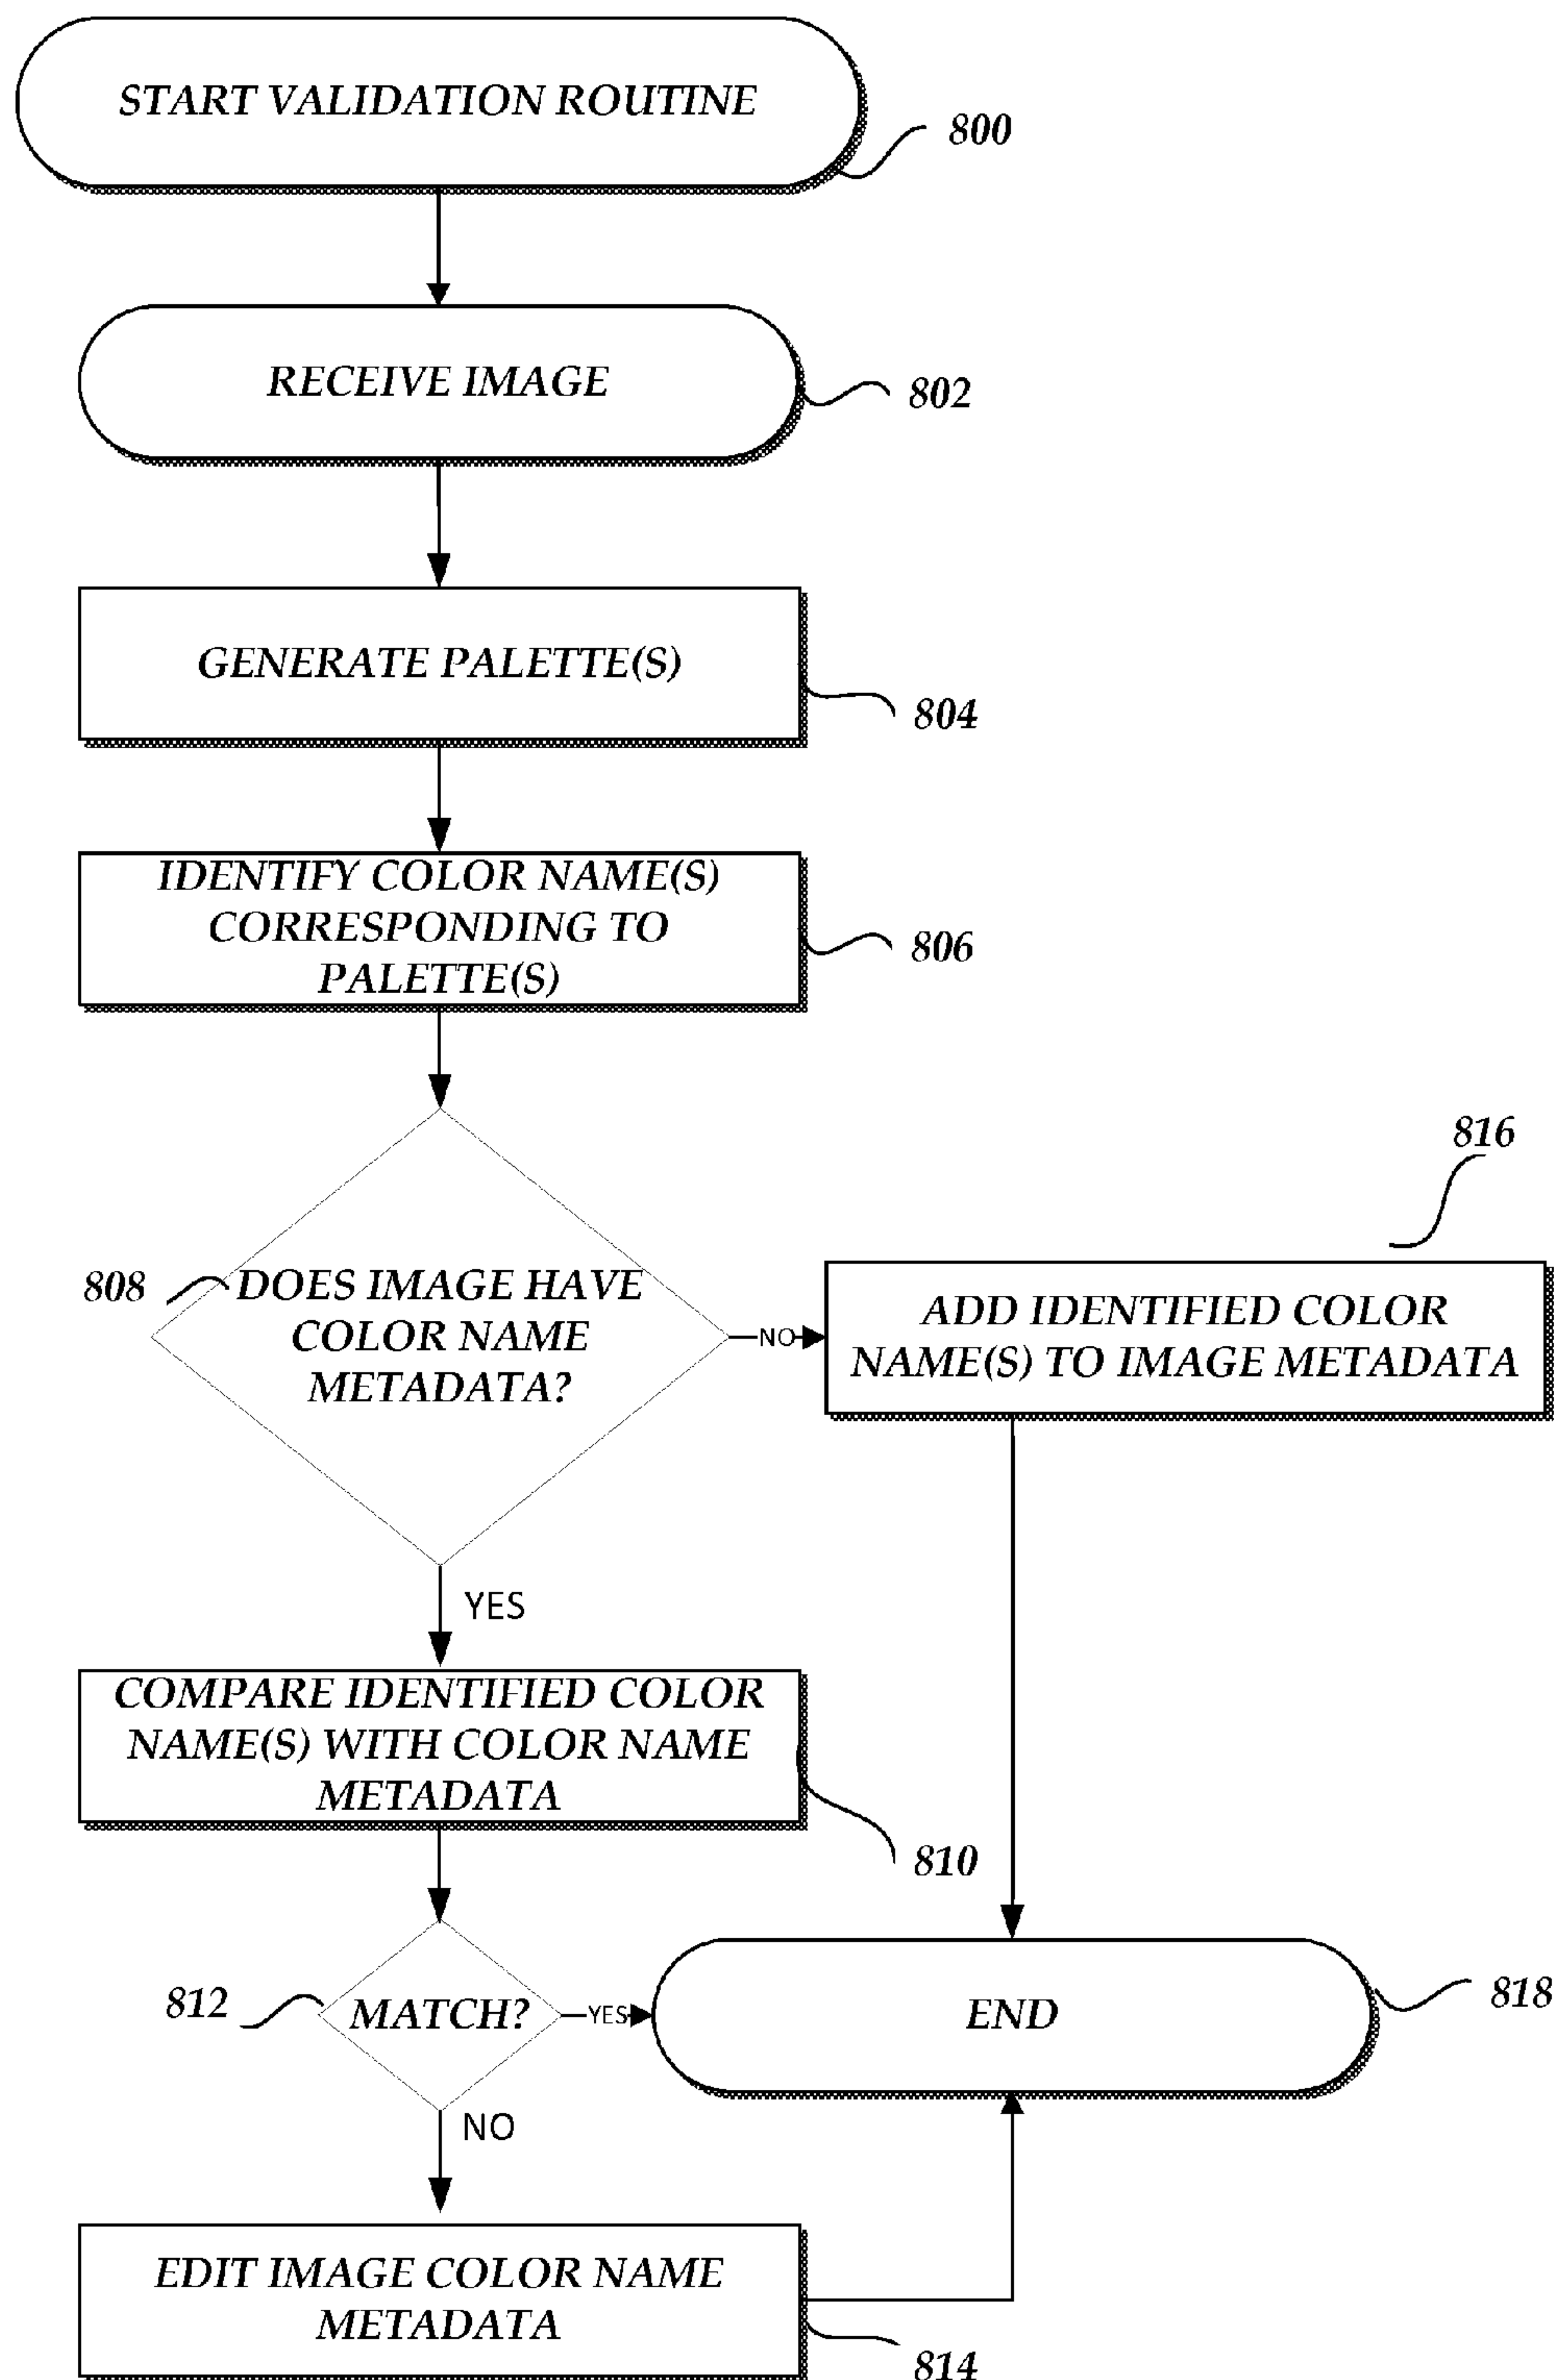 START VALIDATION ROUTINE
800
RECEIVE IMAGE
802
GENERATE PALETTE(S)
804
IDENTIFY COLOR NAME(S)
CORRESPONDING TO
PALETTE(S)
806
816
808
DOES IMAGE HAVE
COLOR NAME
METADATA?
NO
ADD IDENTIFIED COLOR
NAME(S) TO IMAGE METADATA
YES
COMPARE IDENTIFIED COLOR
NAME(S) WITH COLOR NAME
METADATA
810
812
MATCH?
YES
END
818
NO
EDIT IMAGE COLOR NAME
METADATA
814